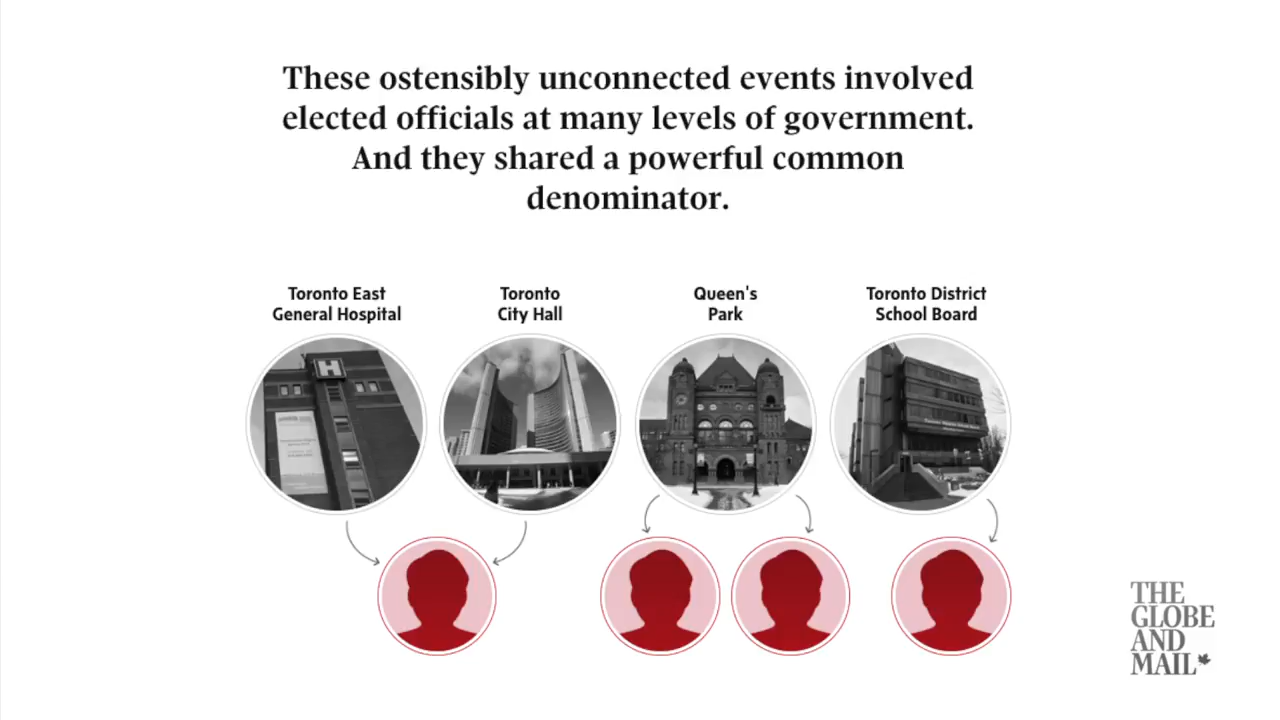 These ostensibly unconnected events involved
elected officials at many levels of government.
And they shared a powerful common
denominator.
Toronto East
General Hospital
Toronto
City Hall
Queen's
Park
Toronto District
School Board
H
THE
GLOBE
AND
MAIL